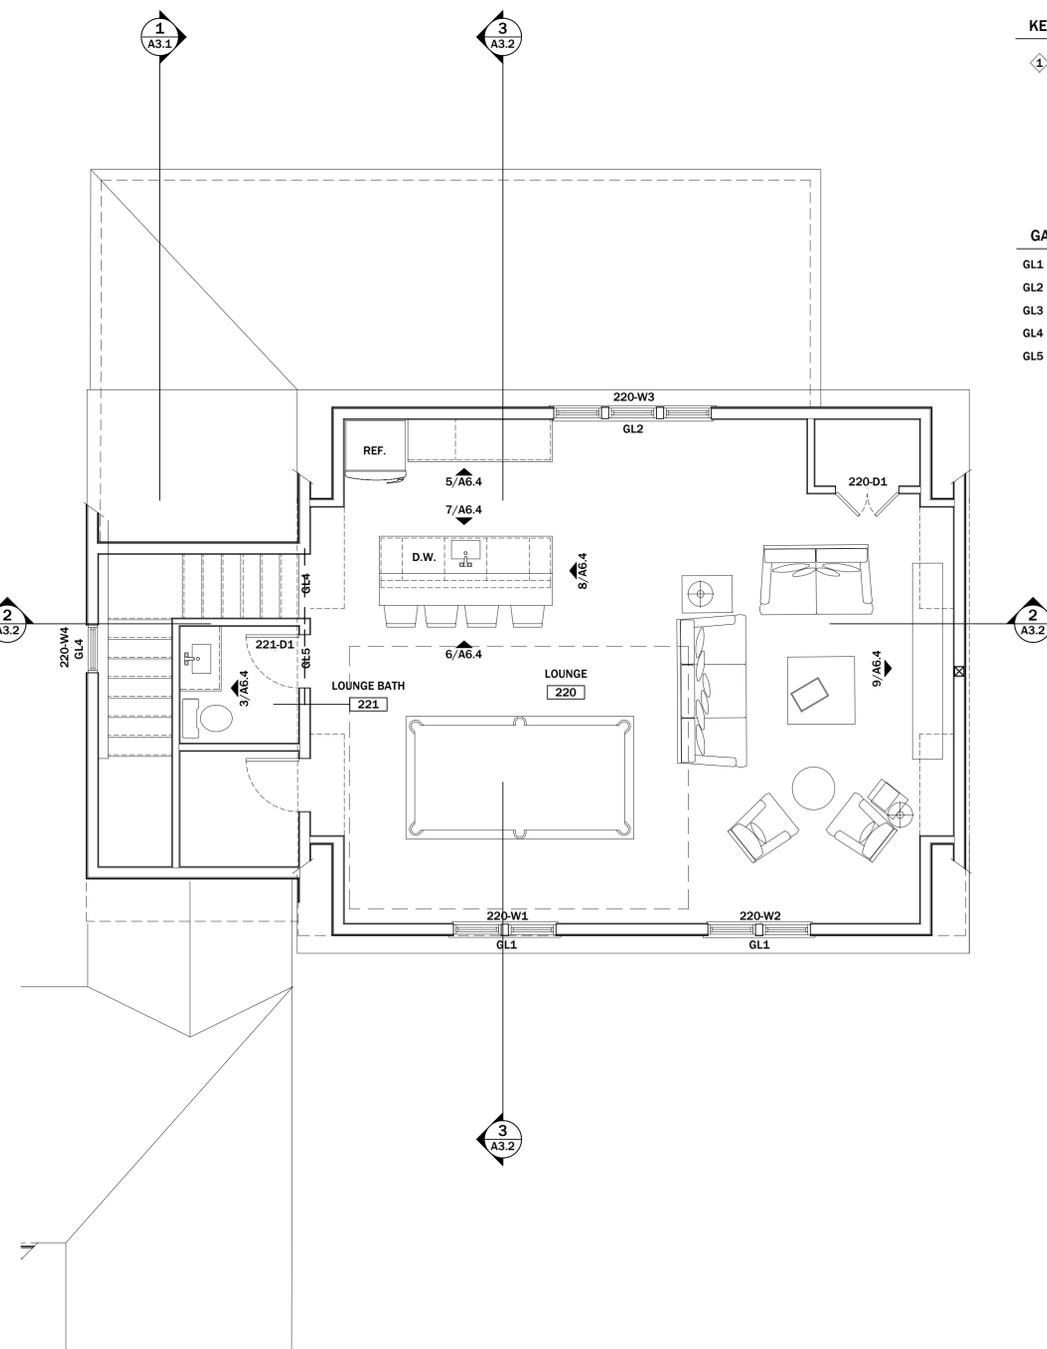 1
A3.1
3
A3.2
KE
1
GA
GL1
GL2
GL3
GL4
GL5
220-W3
GL2
REF.
5/A6.4
7/A6.4
220-D1
D.W.
8/A6.4
GL4
2
A3.2
220-W4
GL4
221-D1
GL5
3/A6.4
6/A6.4
LOUNGE
220
LOUNGE BATH
221
9/A6.4
2
A3.2
220-W1
GL1
220-W2
GL1
3
A3.2